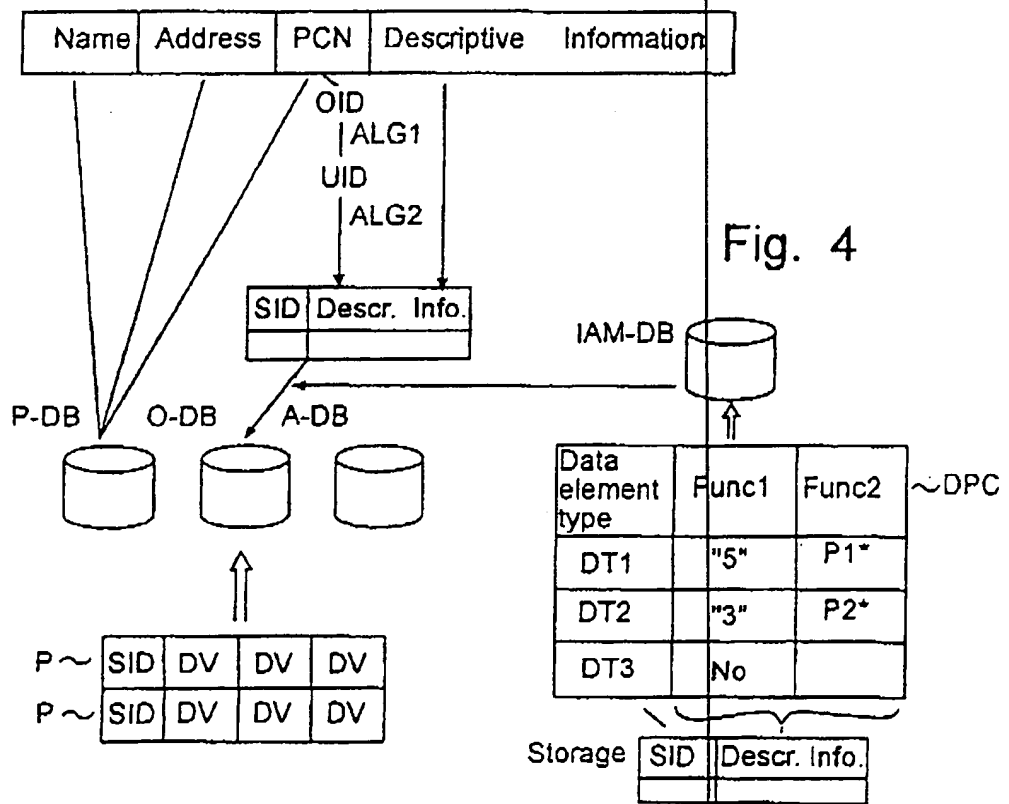 Name Address PCN Descriptive Information
OID
ALG1
UID
ALG2
Fig. 4
SID Descr. Info.
IAM-DB
P-DB O-DB A-DB
Data element type Func1 Func2 ~DPC
DT1 "5" P1*
DT2 "3" P2*
DT3 No
P~ SID DV DV DV
P~ SID DV DV DV
Storage SID Descr. Info.